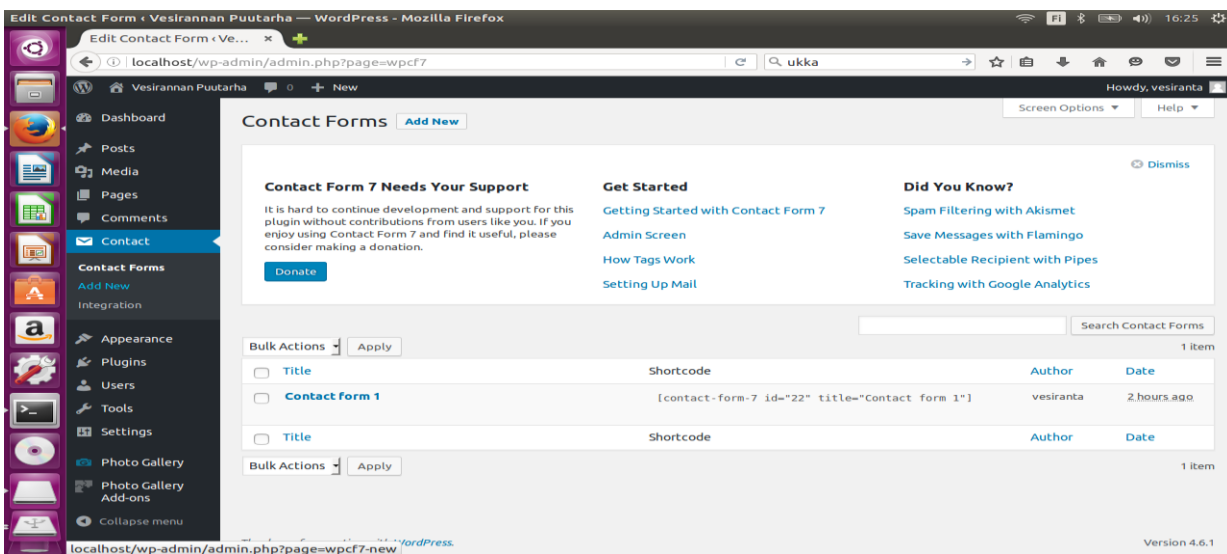 Edit Contact Form ‹ Vesirannan Puutarha — WordPress - Mozilla Firefox
Fi
16:25
Edit Contact Form ‹ Ve...
localhost/wp-admin/admin.php?page=wpcf7
ukka
Vesirannan Puutarha
0
New
Howdy, vesiranta
Dashboard
Posts
Media
Pages
Comments
Contact
Contact Forms
Add New
Integration
Appearance
Plugins
Users
Tools
Settings
Photo Gallery
Photo Gallery
Add-ons
Collapse menu
Screen Options
Help
Contact Forms
Add New
Dismiss
Contact Form 7 Needs Your Support
It is hard to continue development and support for this
plugin without contributions from users like you. If you
enjoy using Contact Form 7 and find it useful, please
consider making a donation.
Donate
Get Started
Getting Started with Contact Form 7
Admin Screen
How Tags Work
Setting Up Mail
Did You Know?
Spam Filtering with Akismet
Save Messages with Flamingo
Selectable Recipient with Pipes
Tracking with Google Analytics
Search Contact Forms
Bulk Actions
Apply
1 item
Title Shortcode Author Date
Contact form 1 [contact-form-7 id="22" title="Contact form 1"] vesiranta 2 hours ago
Title Shortcode Author Date
Bulk Actions
Apply
1 item
WordPress.
Version 4.6.1
localhost/wp-admin/admin.php?page=wpcf7-new